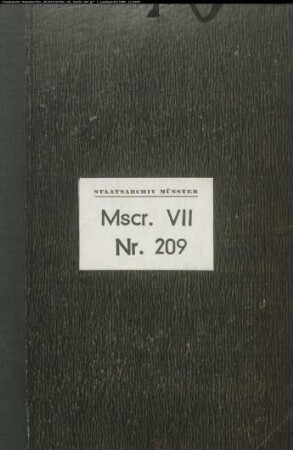 STAATSARCHIV MÜNSTER
Mscr. VII
Nr. 209